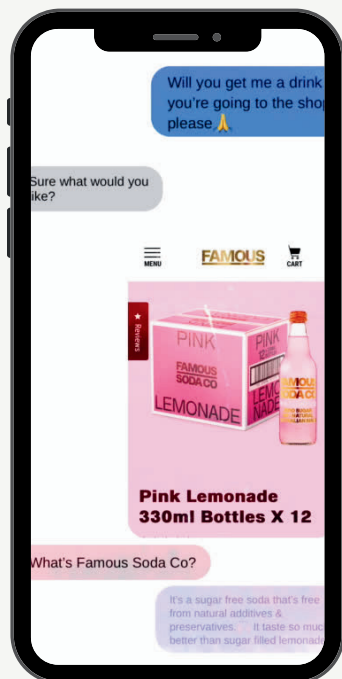 Will you get me a drink
you're going to the shop
please🙏
Sure what would you
like?
MENU
FAMOUS
CART
★ Reviews
PINK
FAMOUS
SODA CO
LEMONADE
PINK
LEMO
NADE
FAMOUS
SODA CO
Pink Lemonade
330ml Bottles X 12
What's Famous Soda Co?
It's a sugar free soda that's free
from natural additives &
preservatives. It taste so much
better than sugar filled lemonade